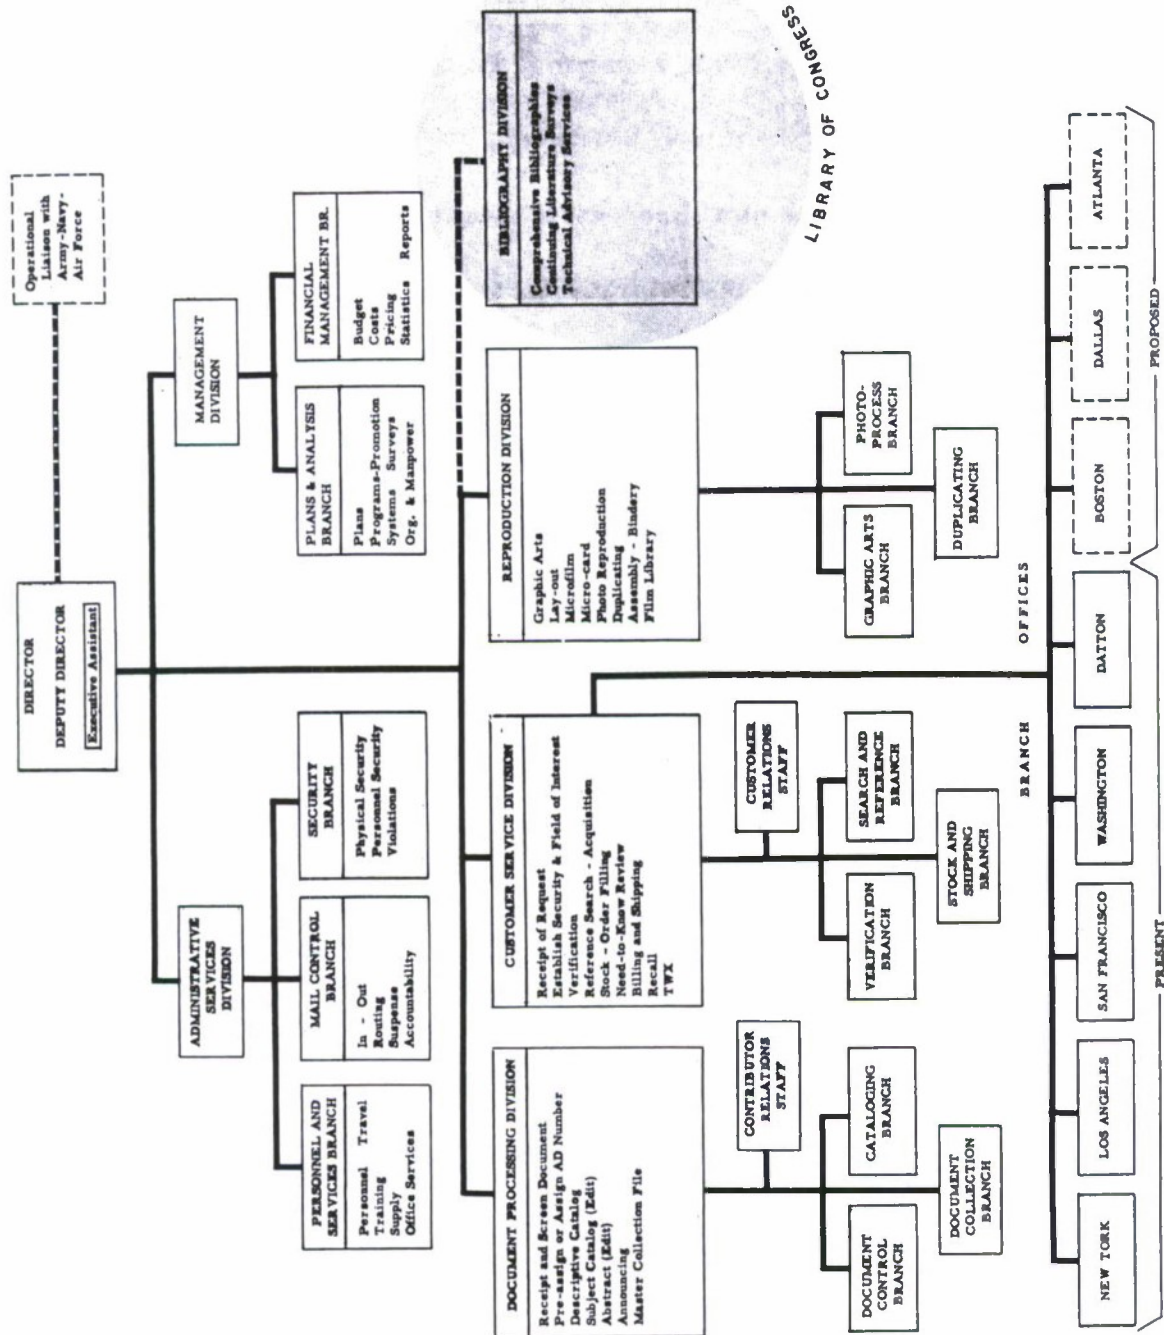 DIRECTOR
DEPUTY DIRECTOR
Executive Assistant
Operational
Liaison with
Army-Navy-
Air Force
ADMINISTRATIVE
SERVICES
DIVISION
MANAGEMENT
DIVISION
PERSONNEL AND
SERVICES BRANCH
Personnel Travel
Training
Supply
Office Services
MAIL CONTROL
BRANCH
In - Out
Routing
Suspense
Accountability
SECURITY
BRANCH
Physical Security
Personnel Security
Violations
PLANS & ANALYSIS
BRANCH
Plans
Programs-Promotion
Systems Surveys
Org. & Manpower
FINANCIAL
MANAGEMENT BR.
Budget
Costs
Pricing
Statistics Reports
DOCUMENT PROCESSING DIVISION
Receipt and Screen Document
Pre-assign or Assign AD Number
Descriptive Catalog
Subject Catalog (Edit)
Abstract (Edit)
Announcing
Master Collection File
CUSTOMER SERVICE DIVISION
Receipt of Request
Establish Security & Field of Interest
Verification
Reference Search - Acquisition
Stock - Order Filling
Need-to-Know Review
Billing and Shipping
Recall
TWX
REPRODUCTION DIVISION
Graphic Arts
Lay-out
Microfilm
Micro-card
Photo Reproduction
Duplicating
Assembly - Bindery
Film Library
BIBLIOGRAPHY DIVISION
Comprehensive Bibliographies
Continuing Literature Surveys
Technical Advisory Services
LIBRARY OF CONGRESS
CONTRIBUTOR
RELATIONS
STAFF
DOCUMENT
CONTROL
BRANCH
CATALOGING
BRANCH
DOCUMENT
COLLECTION
BRANCH
CUSTOMER
RELATIONS
STAFF
VERIFICATION
BRANCH
SEARCH AND
REFERENCE
BRANCH
STOCK AND
SHIPPING
BRANCH
GRAPHIC ARTS
BRANCH
PHOTO-
PROCESS
BRANCH
DUPLICATING
BRANCH
BRANCH OFFICES
NEW YORK
LOS ANGELES
SAN FRANCISCO
WASHINGTON
DATTON
BOSTON
DALLAS
ATLANTA
PRESENT
PROPOSED